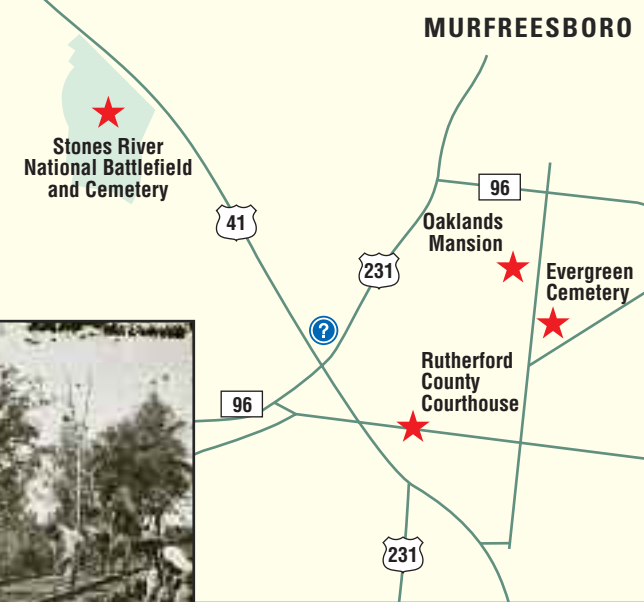 MURFREESBORO
Stones River
National Battlefield
and Cemetery
96
41
Oaklands
Mansion
231
Evergreen
Cemetery
?
Rutherford
County
Courthouse
96
231